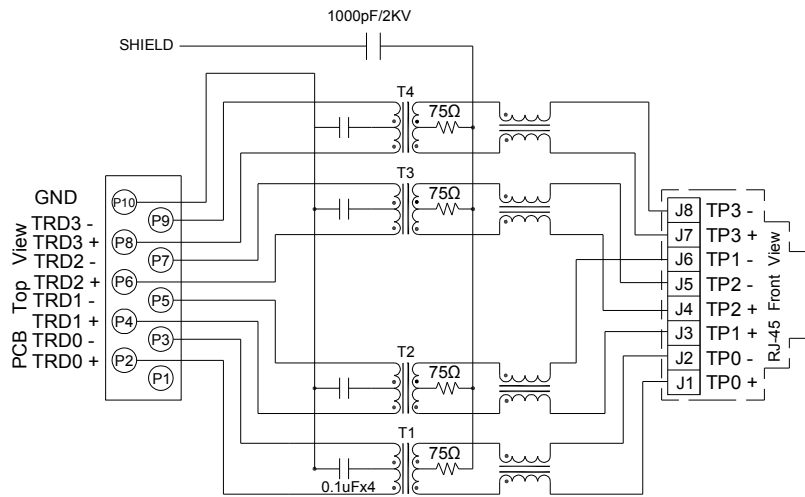 1000pF/2KV
SHIELD
T4
75Ω
T3
75Ω
GND
TRD3 -
TRD3 +
TRD2 -
TRD2 +
TRD1 -
TRD1 +
TRD0 -
TRD0 +
PCB Top View
P10
P9
P8
P7
P6
P5
P4
P3
P2
P1
J8 TP3 -
J7 TP3 +
J6 TP1 -
J5 TP2 -
J4 TP2 +
J3 TP1 +
J2 TP0 -
J1 TP0 +
RJ-45 Front View
T2
75Ω
T1
75Ω
0.1uFx4